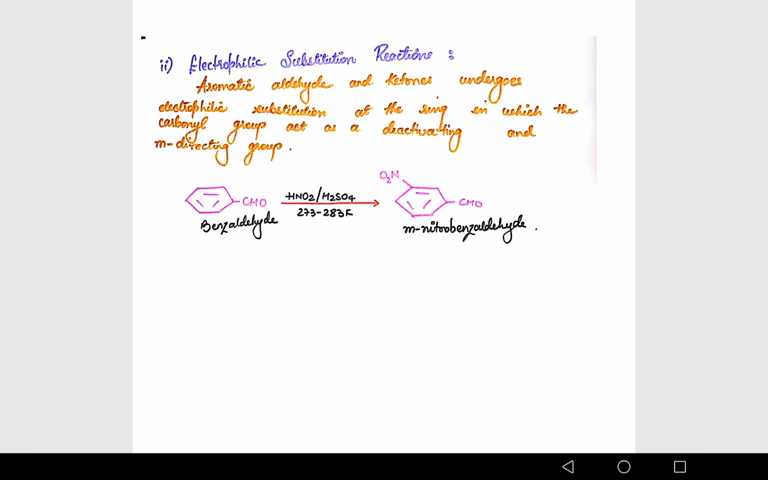 ii) Electrophilic Substitution Reactions :
Aromatic aldehyde and ketones undergoes
electrophilic substitution at the ring in which the
carbonyl group act as a deactivating and
m-directing group.
O2N
CHO
HNO2/H2SO4
273-283K
CHO
Benzaldehyde
m-nitrobenzaldehyde.